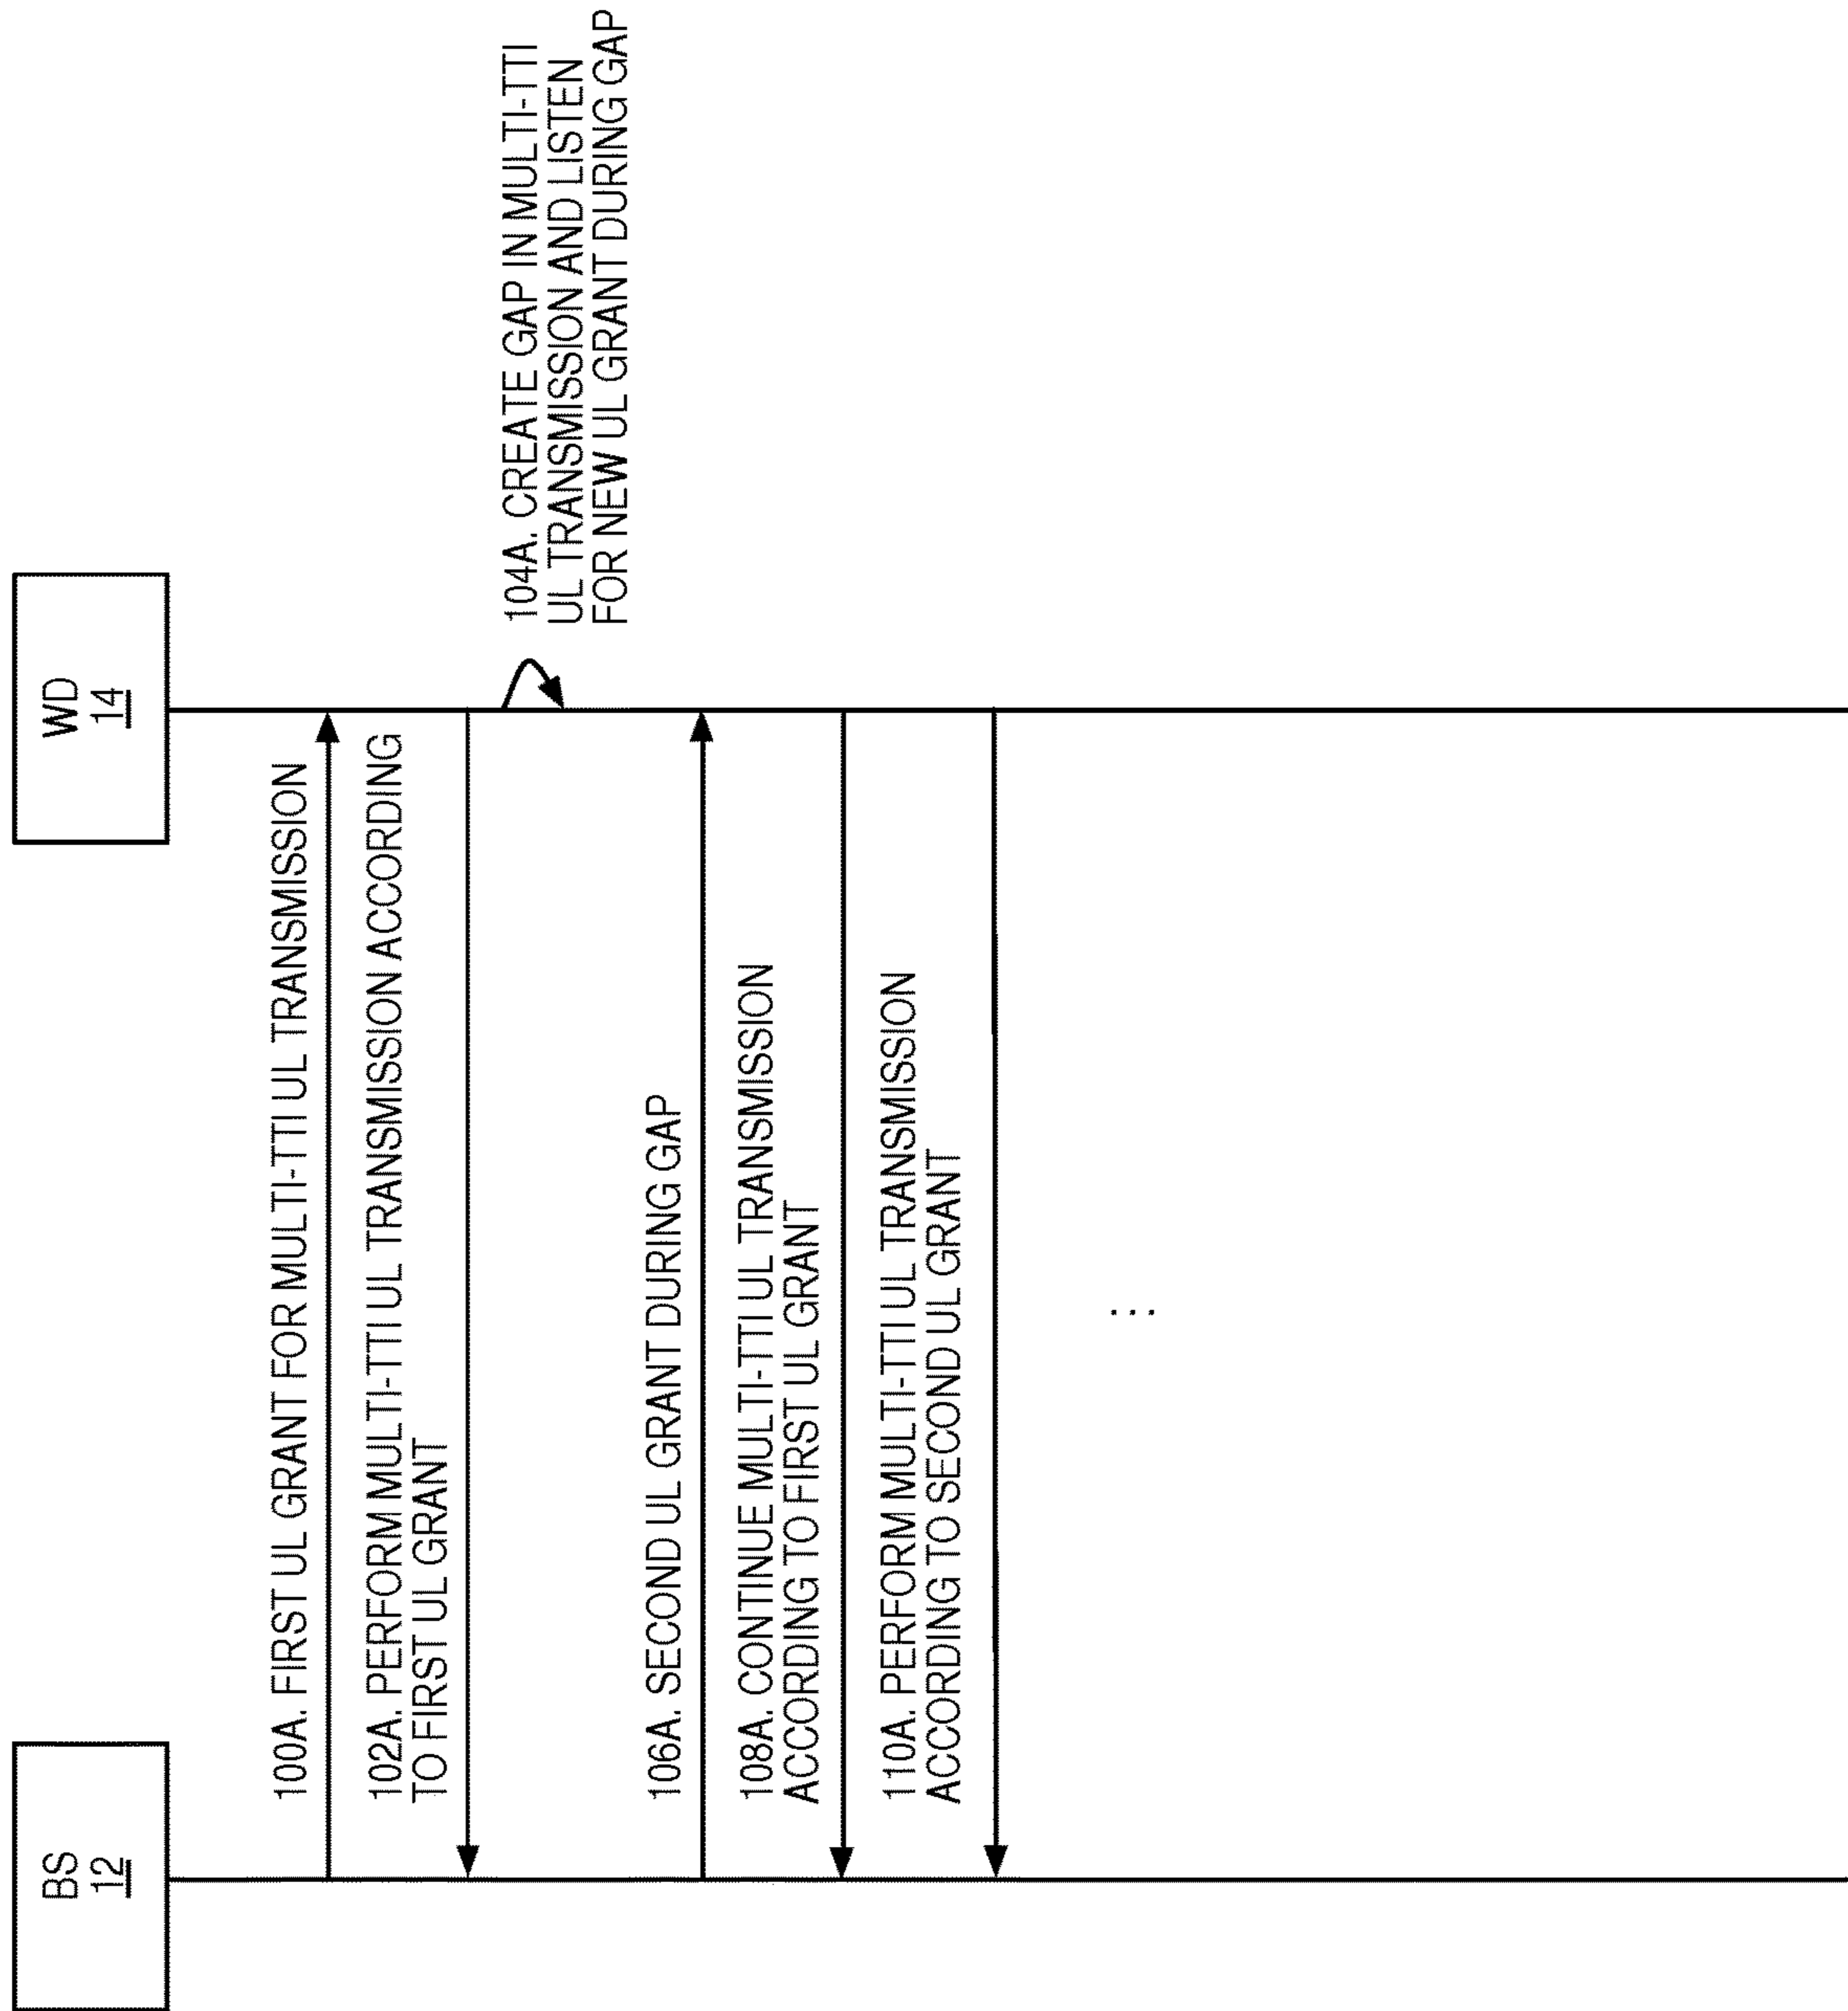 BS
12
WD
14
100A. FIRST UL GRANT FOR MULTI-TTI UL TRANSMISSION
102A. PERFORM MULTI-TTI UL TRANSMISSION ACCORDING
TO FIRST UL GRANT
104A. CREATE GAP IN MULTI-TTI
UL TRANSMISSION AND LISTEN
FOR NEW UL GRANT DURING GAP
106A. SECOND UL GRANT DURING GAP
108A. CONTINUE MULTI-TTI UL TRANSMISSION
ACCORDING TO FIRST UL GRANT
110A. PERFORM MULTI-TTI UL TRANSMISSION
ACCORDING TO SECOND UL GRANT
...